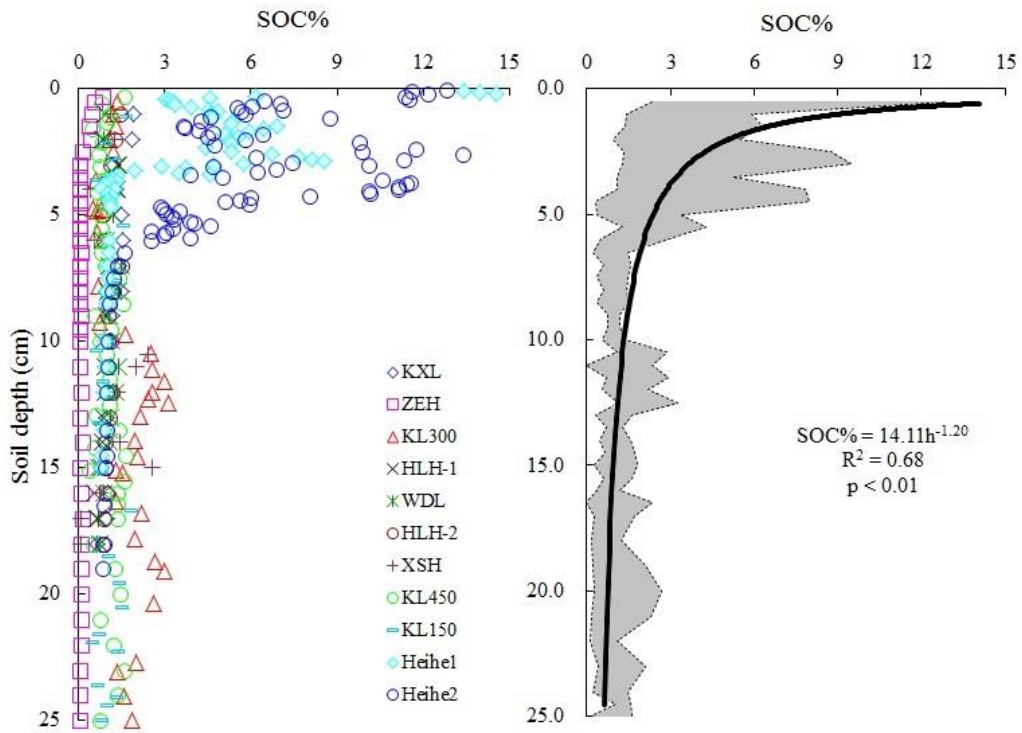 SOC%
0 3 6 9 12 15
0
5
10
15
20
25
Soil depth (cm)
KXL
ZEH
KL300
HLH-1
WDL
HLH-2
XSH
KL450
KL150
Heihe1
Heihe2
SOC%
0 3 6 9 12 15
0.0
5.0
10.0
15.0
20.0
25.0
SOC% = 14.11h⁻¹·²⁰
R² = 0.68
p < 0.01